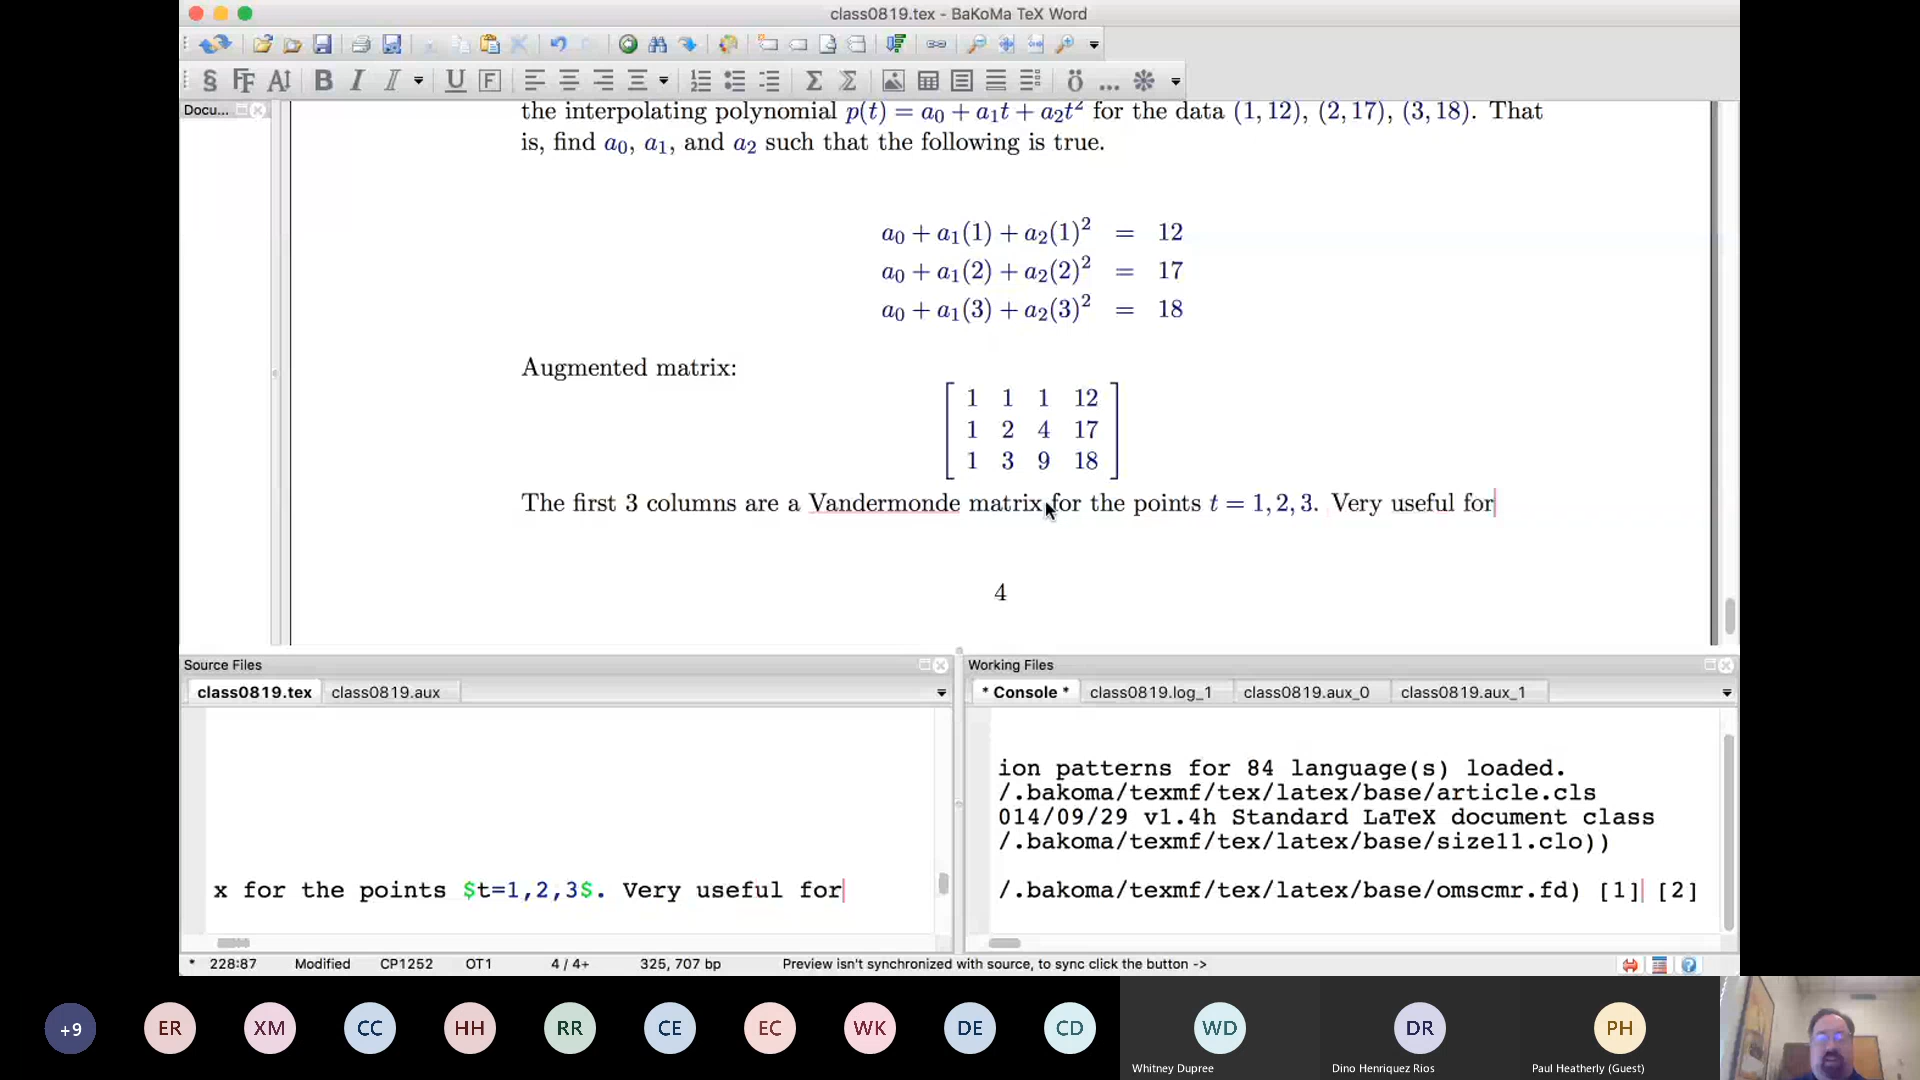 class0819.tex - BaKoMa TeX Word
Docu...
the interpolating polynomial p(t) = a₀ + a₁t + a₂t² for the data (1, 12), (2, 17), (3, 18). That
is, find a₀, a₁, and a₂ such that the following is true.
a₀ + a₁(1) + a₂(1)² = 12
a₀ + a₁(2) + a₂(2)² = 17
a₀ + a₁(3) + a₂(3)² = 18
Augmented matrix:
1 1 1 12
1 2 4 17
1 3 9 18
The first 3 columns are a Vandermonde matrix for the points t = 1, 2, 3. Very useful for
4
Source Files
class0819.tex class0819.aux
x for the points $t=1,2,3$. Very useful for
Working Files
* Console * class0819.log_1 class0819.aux_0 class0819.aux_1
ion patterns for 84 language(s) loaded.
/.bakoma/texmf/tex/latex/base/article.cls
014/09/29 v1.4h Standard LaTeX document class
/.bakoma/texmf/tex/latex/base/size11.clo))
/.bakoma/texmf/tex/latex/base/omscmr.fd) [1] [2]
* 228:87 Modified CP1252 OT1 4 / 4+ 325, 707 bp Preview isn't synchronized with source, to sync click the button ->
+9 ER XM CC HH RR CE EC WK DE CD WD DR PH
Whitney Dupree Dino Henriquez Rios Paul Heatherly (Guest)